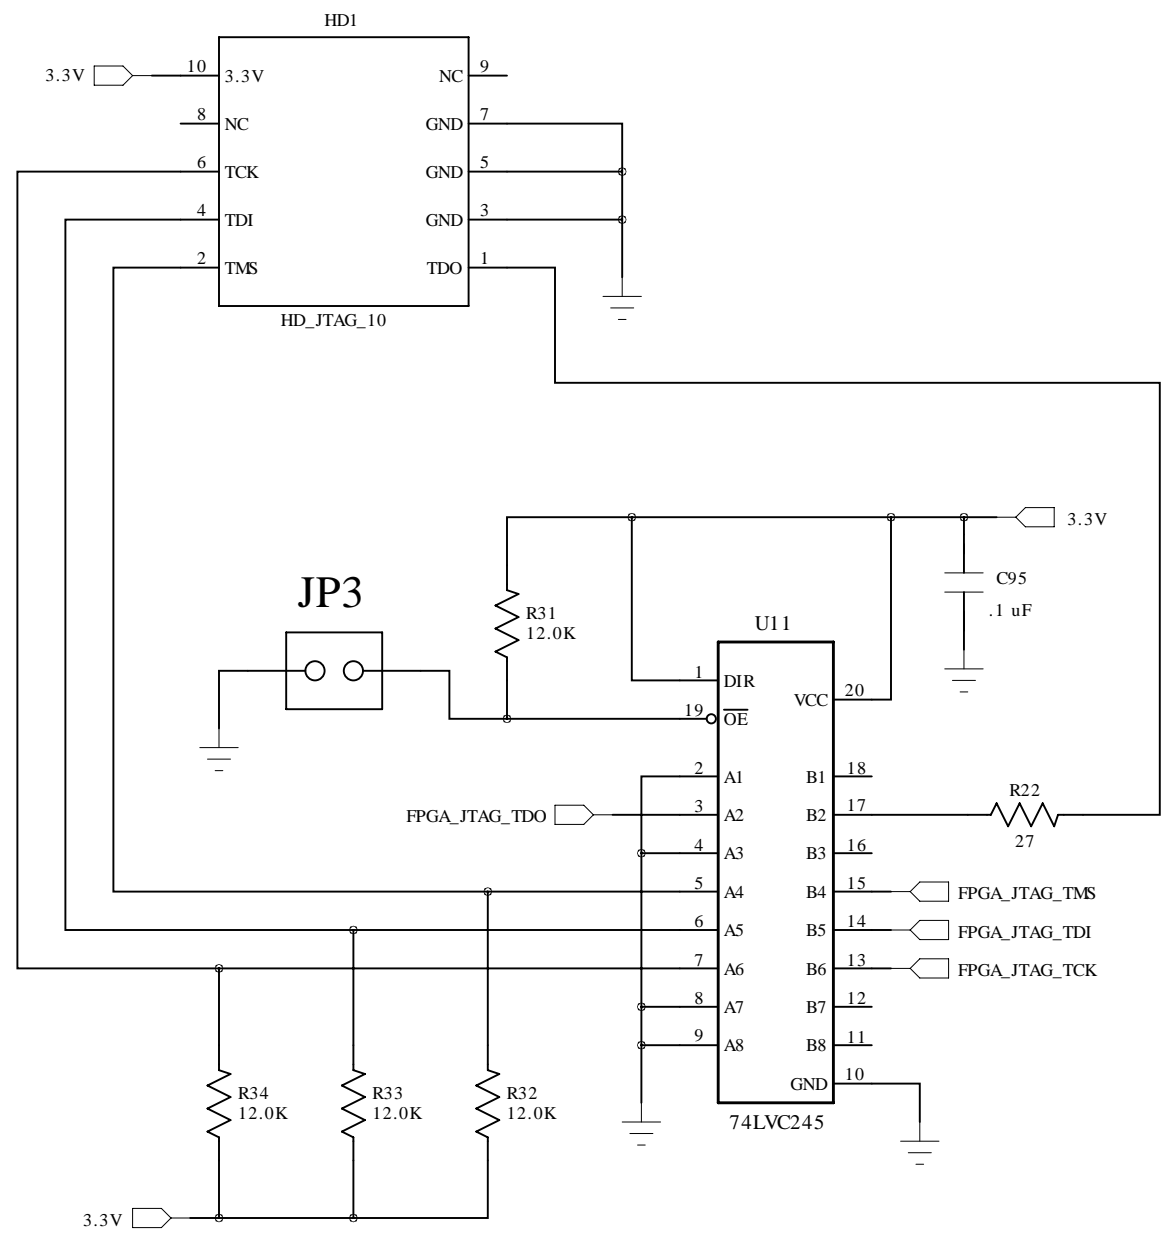 HD1
3.3V
10 3.3V NC 9
8 NC GND 7
6 TCK GND 5
4 TDI GND 3
2 TMS TDO 1
HD_JTAG_10
3.3V
C95
.1 uF
JP3
R31
12.0K
U11
1 DIR
VCC 20
19 OE
2 A1 B1 18
FPGA_JTAG_TDO 3 A2 B2 17
R22
27
4 A3 B3 16
5 A4 B4 15 FPGA_JTAG_TMS
6 A5 B5 14 FPGA_JTAG_TDI
7 A6 B6 13 FPGA_JTAG_TCK
8 A7 B7 12
9 A8 B8 11
GND 10
74LVC245
R34
12.0K
R33
12.0K
R32
12.0K
3.3V